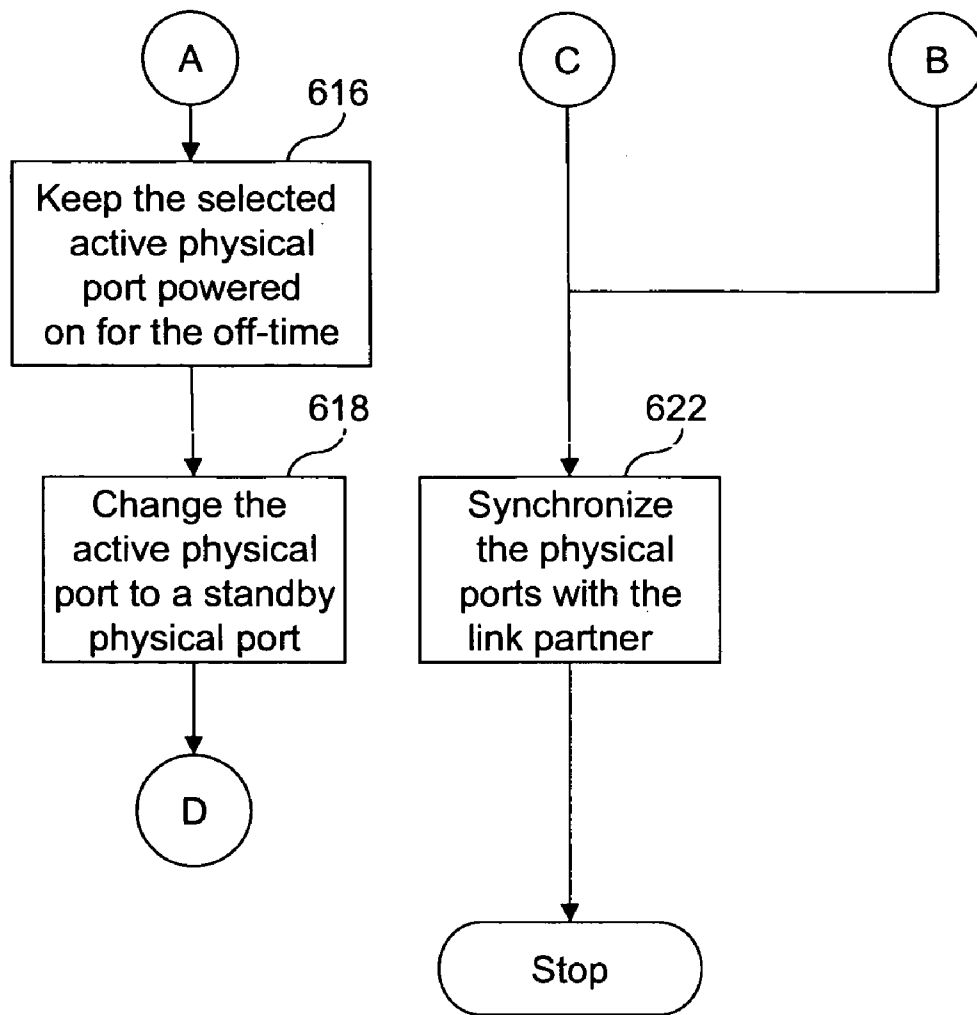 A
C
B
616
Keep the selected
active physical
port powered
on for the off-time
618
Change the
active physical
port to a standby
physical port
622
Synchronize
the physical
ports with the
link partner
D
Stop